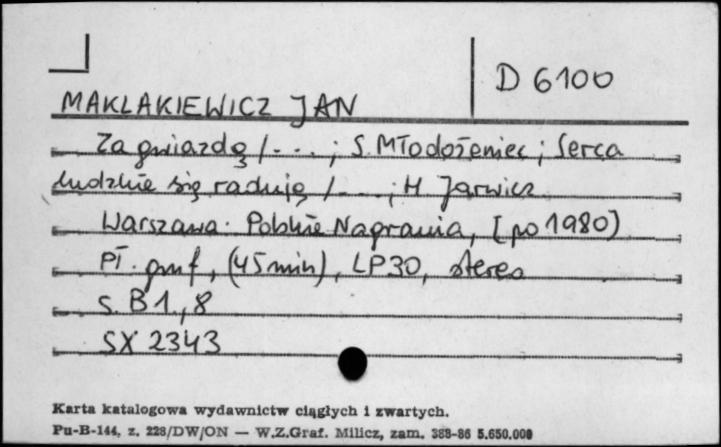 D 6100
MAKLAKIEWICZ JAN
Za gwiazdą /...; S. Młodożeniec; Serca
ludzkie się radują /...; H Jarwicz
Warszawa: Polskie Nagrania, [po 1980]
Pł. gmf, (45 min), LP30, stereo
s. B1, 8
SX 2343
Karta katalogowa wydawnictw ciągłych i zwartych.
Pu-B-144, z. 228/DW/ON — W.Z.Graf. Milicz, zam. 383-86 5.650.000